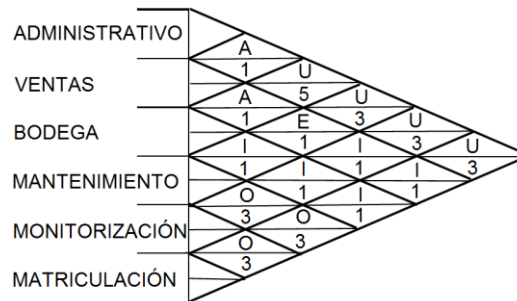 ADMINISTRATIVO
A
1 U
VENTAS
A 5 U
1 E 3 U
BODEGA
I 1 I 3 U
1 I 1 I 3
MANTENIMIENTO
O 1 I 1
3 O 1
MONITORIZACIÓN
O 3
3
MATRICULACIÓN